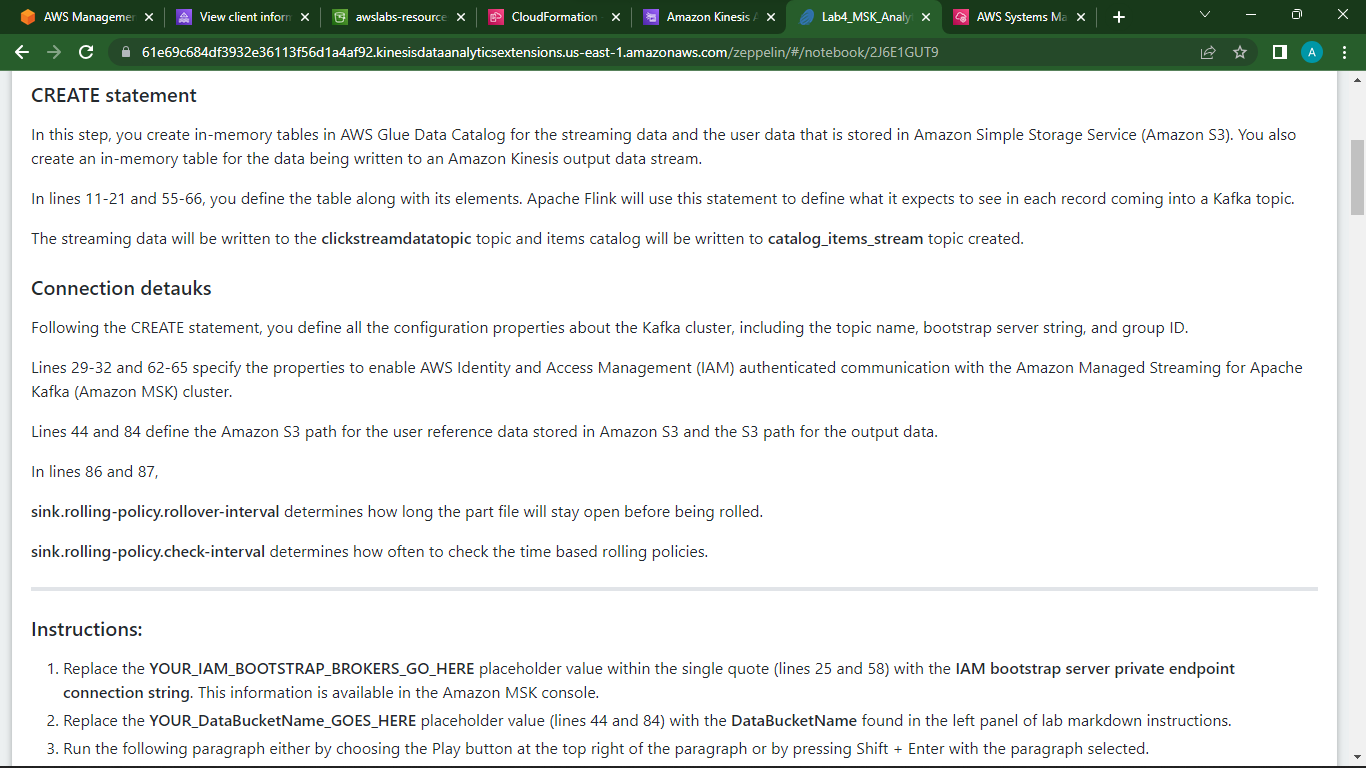 AWS Managemer
View client inforn
awslabs-resource
CloudFormation
Amazon Kinesis A
Lab4_MSK_Analy
AWS Systems Ma
61e69c684df3932e36113f56d1a4af92.kinesisdataanalyticsextensions.us-east-1.amazonaws.com/zeppelin/#/notebook/2J6E1GUT9
A
CREATE statement
In this step, you create in-memory tables in AWS Glue Data Catalog for the streaming data and the user data that is stored in Amazon Simple Storage Service (Amazon S3). You also
create an in-memory table for the data being written to an Amazon Kinesis output data stream.
In lines 11-21 and 55-66, you define the table along with its elements. Apache Flink will use this statement to define what it expects to see in each record coming into a Kafka topic.
The streaming data will be written to the clickstreamdatatopic topic and items catalog will be written to catalog_items_stream topic created.
Connection detauks
Following the CREATE statement, you define all the configuration properties about the Kafka cluster, including the topic name, bootstrap server string, and group ID.
Lines 29-32 and 62-65 specify the properties to enable AWS Identity and Access Management (IAM) authenticated communication with the Amazon Managed Streaming for Apache
Kafka (Amazon MSK) cluster.
Lines 44 and 84 define the Amazon S3 path for the user reference data stored in Amazon S3 and the S3 path for the output data.
In lines 86 and 87,
sink.rolling-policy.rollover-interval determines how long the part file will stay open before being rolled.
sink.rolling-policy.check-interval determines how often to check the time based rolling policies.
Instructions:
1. Replace the YOUR_IAM_BOOTSTRAP_BROKERS_GO_HERE placeholder value within the single quote (lines 25 and 58) with the IAM bootstrap server private endpoint
connection string. This information is available in the Amazon MSK console.
2. Replace the YOUR_DataBucketName_GOES_HERE placeholder value (lines 44 and 84) with the DataBucketName found in the left panel of lab markdown instructions.
3. Run the following paragraph either by choosing the Play button at the top right of the paragraph or by pressing Shift + Enter with the paragraph selected.